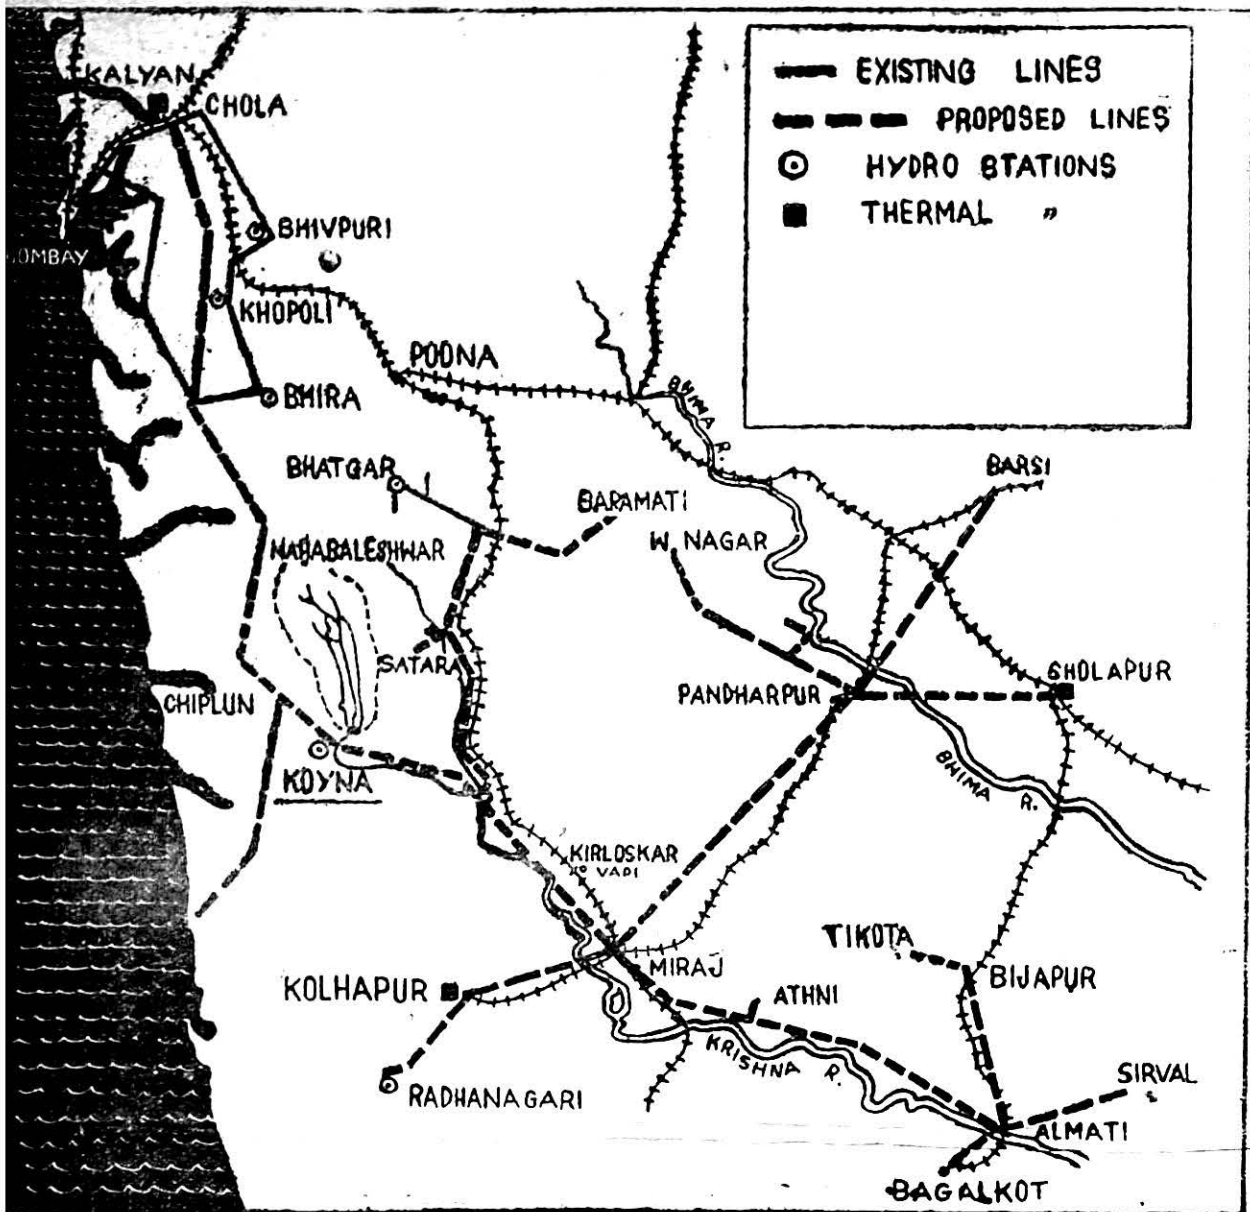 EXISTING LINES
PROPOSED LINES
HYDRO STATIONS
THERMAL "
KALYAN
CHOLA
BHIVPURI
OMBAY
KHOPOLI
POONA
BHIMA R.
BHIRA
BHATGAR
BARAMATI
BARSI
W. NAGAR
MAHABALESHWAR
SATARA
SHOLAPUR
PANDHARPUR
CHIPLUN
KOYNA
BHIMA R.
KIRLOSKAR
VADI
TIKOTA
BIJAPUR
MIRAJ
KOLHAPUR
ATHNI
KRISHNA R.
SIRVAL
RADHANAGARI
ALMATI
BAGALKOT